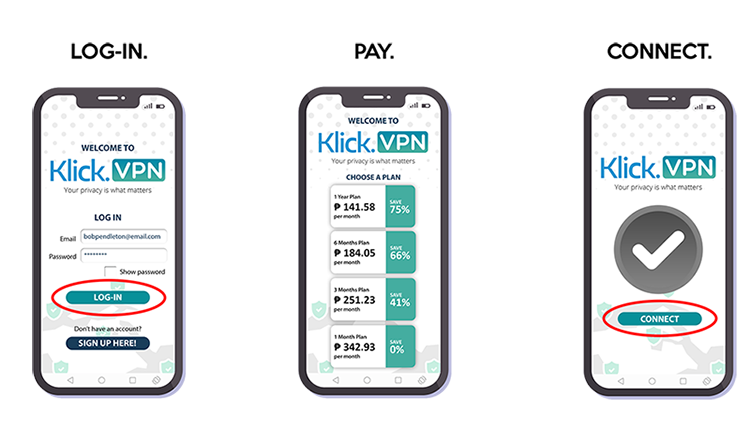 LOG-IN.
WELCOME TO
Klick.VPN
Your privacy is what matters
LOG IN
Email bobpendleton@email.com
Password ********
Show password
LOG-IN
Don't have an account?
SIGN UP HERE!
PAY.
WELCOME TO
Klick.VPN
Your privacy is what matters
CHOOSE A PLAN
1 Year Plan
₱ 141.58
per month
SAVE
75%
6 Months Plan
₱ 184.05
per month
SAVE
66%
3 Months Plan
₱ 251.23
per month
SAVE
41%
1 Month Plan
₱ 342.93
per month
SAVE
0%
CONNECT.
Klick.VPN
Your privacy is what matters
CONNECT